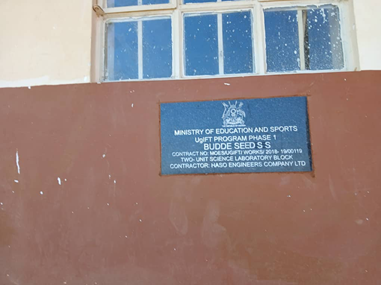 MINISTRY OF EDUCATION AND SPORTS
UgIFT PROGRAM PHASE 1
BUDDE SEED S S
CONTRACT NO: MOES/UGIFT/WORKS/ 2018- 19/00119
TWO: UNIT SCIENCE LABORATORY BLOCK
CONTRACTOR: HASO ENGINEERS COMPANY LTD